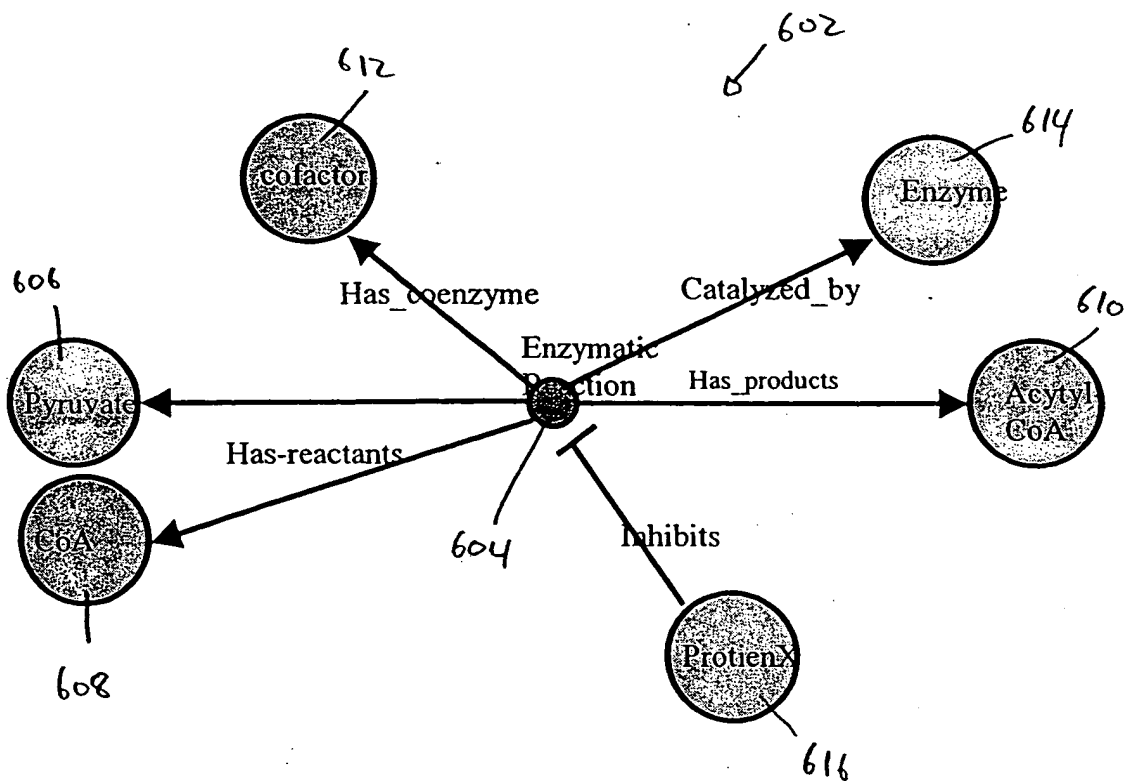 602
612
614
cofactor
Enzyme
606
Has_coenzyme
Catalyzed_by
610
Enzymatic
Reaction
Pyruvate
Has_products
Acytyl
CoA
Has-reactants
CoA
604
Inhibits
ProtienX
608
616